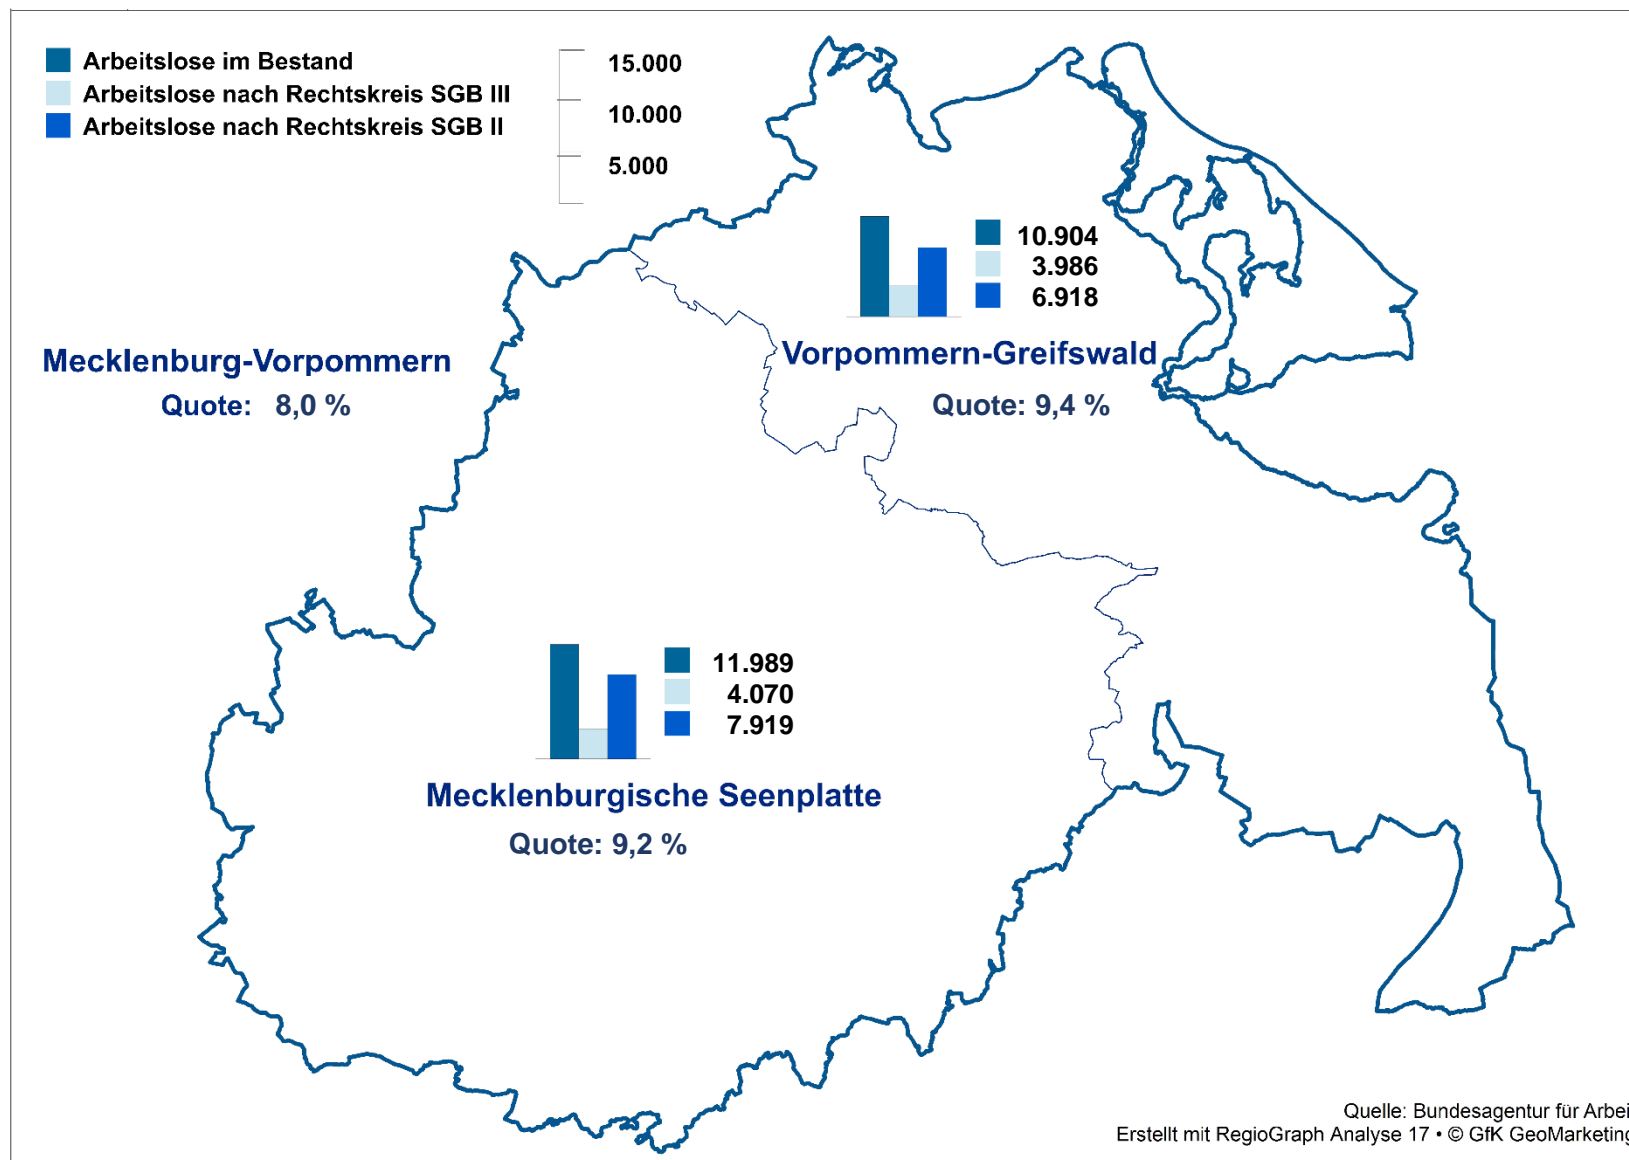 Arbeitslose im Bestand
Arbeitslose nach Rechtskreis SGB III
Arbeitslose nach Rechtskreis SGB II
15.000
10.000
5.000
10.904
3.986
6.918
Vorpommern-Greifswald
Quote: 9,4 %
Mecklenburg-Vorpommern
Quote: 8,0 %
11.989
4.070
7.919
Mecklenburgische Seenplatte
Quote: 9,2 %
Quelle: Bundesagentur für Arbei
Erstellt mit RegioGraph Analyse 17 • © GfK GeoMarketing